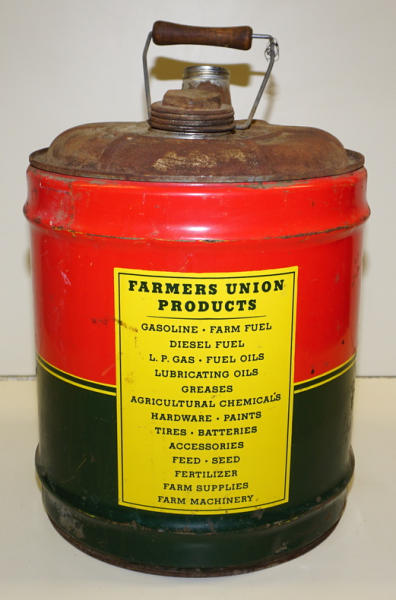 FARMERS UNION
PRODUCTS
GASOLINE · FARM FUEL
DIESEL FUEL
L. P. GAS · FUEL OILS
LUBRICATING OILS
GREASES
AGRICULTURAL CHEMICAL'S
HARDWARE · PAINTS
TIRES · BATTERIES
ACCESSORIES
FEED · SEED
FERTILIZER
FARM SUPPLIES
FARM MACHINERY